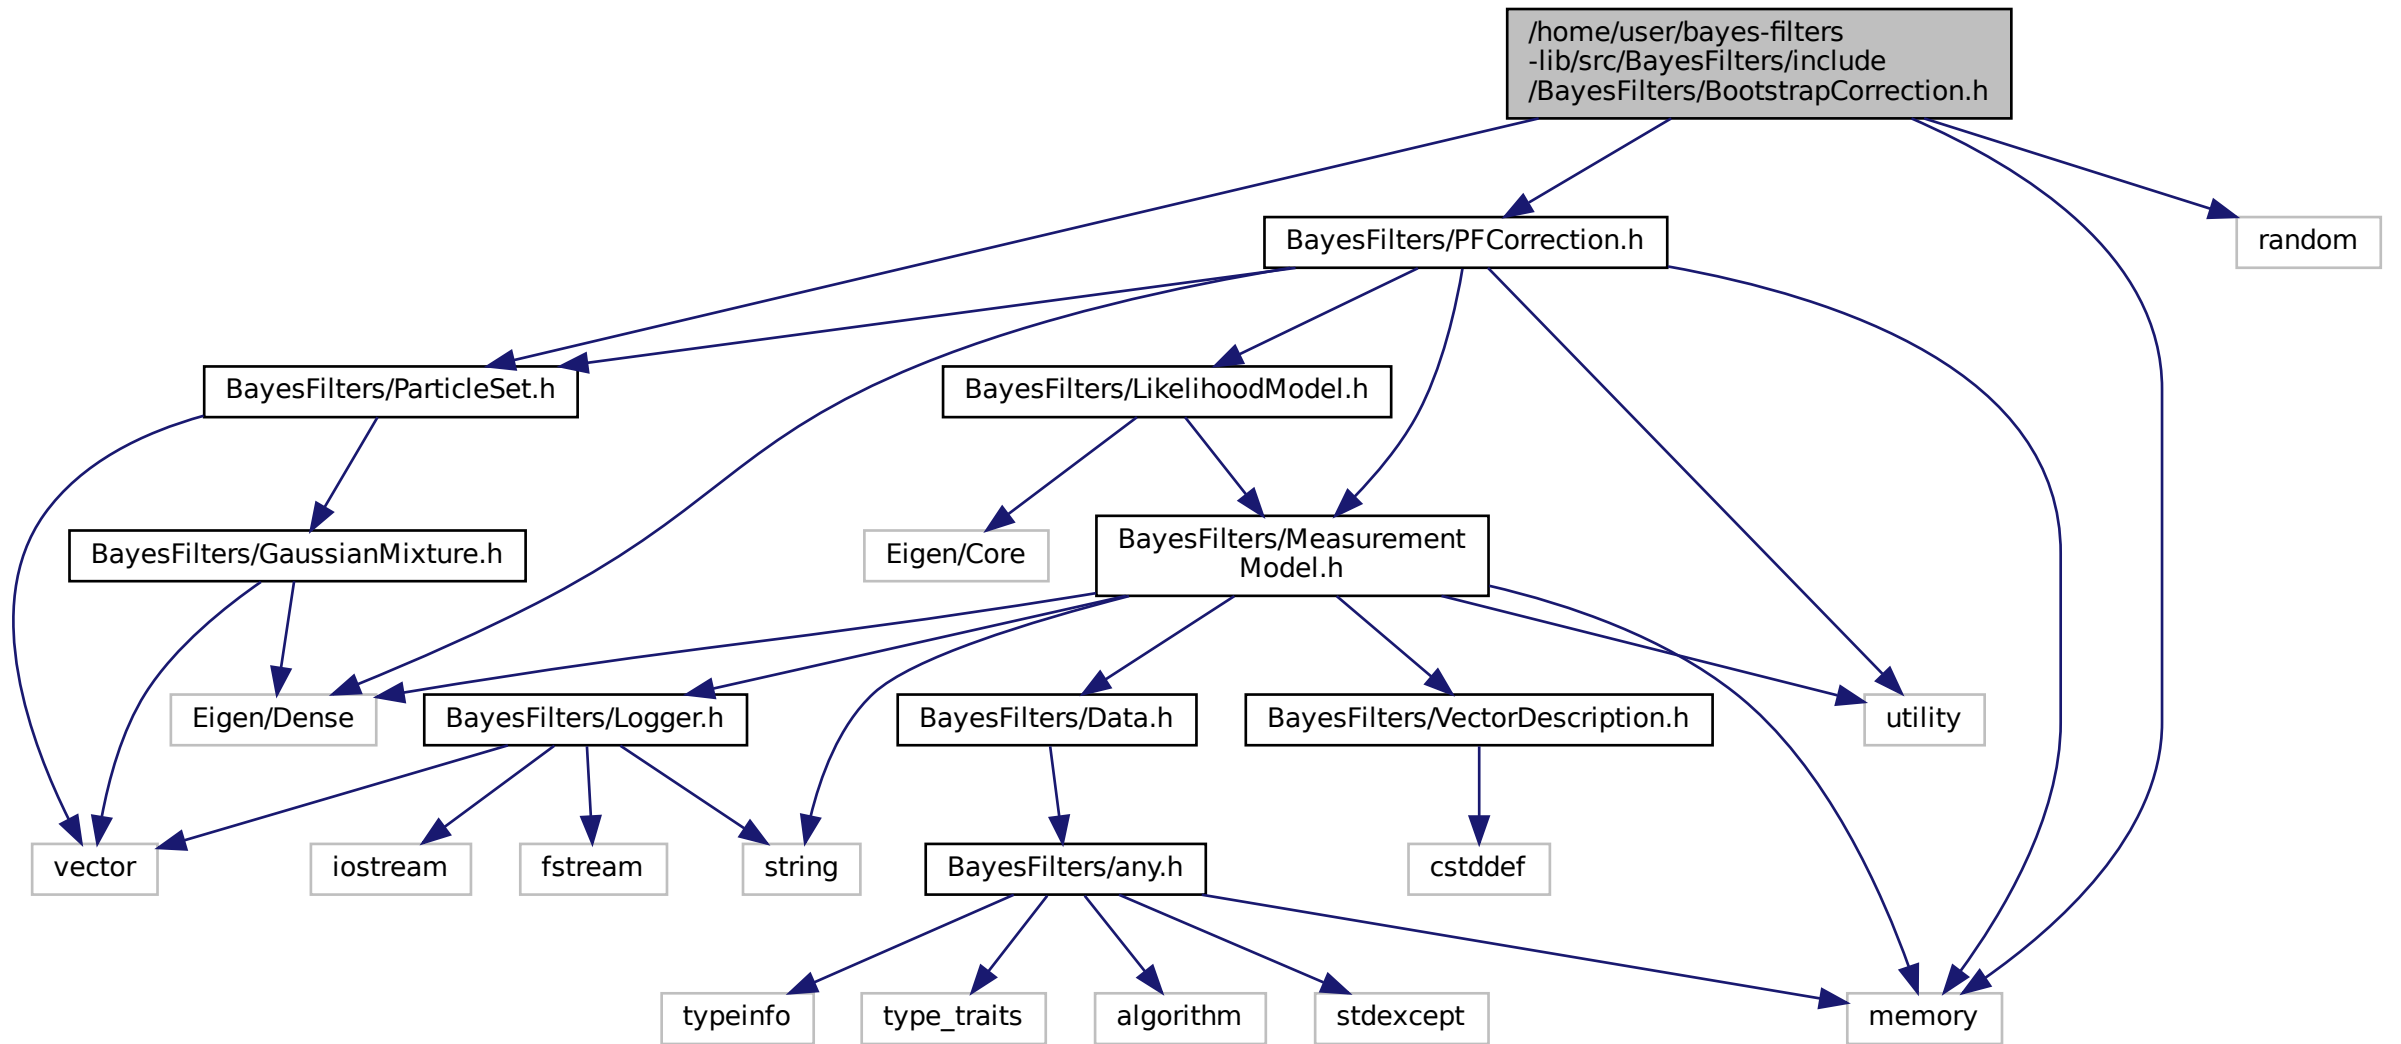 /home/user/bayes-filters
-lib/src/BayesFilters/include
/BayesFilters/BootstrapCorrection.h
BayesFilters/PFCorrection.h
random
BayesFilters/ParticleSet.h
BayesFilters/LikelihoodModel.h
BayesFilters/GaussianMixture.h
Eigen/Core
BayesFilters/Measurement
Model.h
Eigen/Dense
BayesFilters/Logger.h
BayesFilters/Data.h
BayesFilters/VectorDescription.h
utility
vector
iostream
fstream
string
BayesFilters/any.h
cstddef
typeinfo
type_traits
algorithm
stdexcept
memory